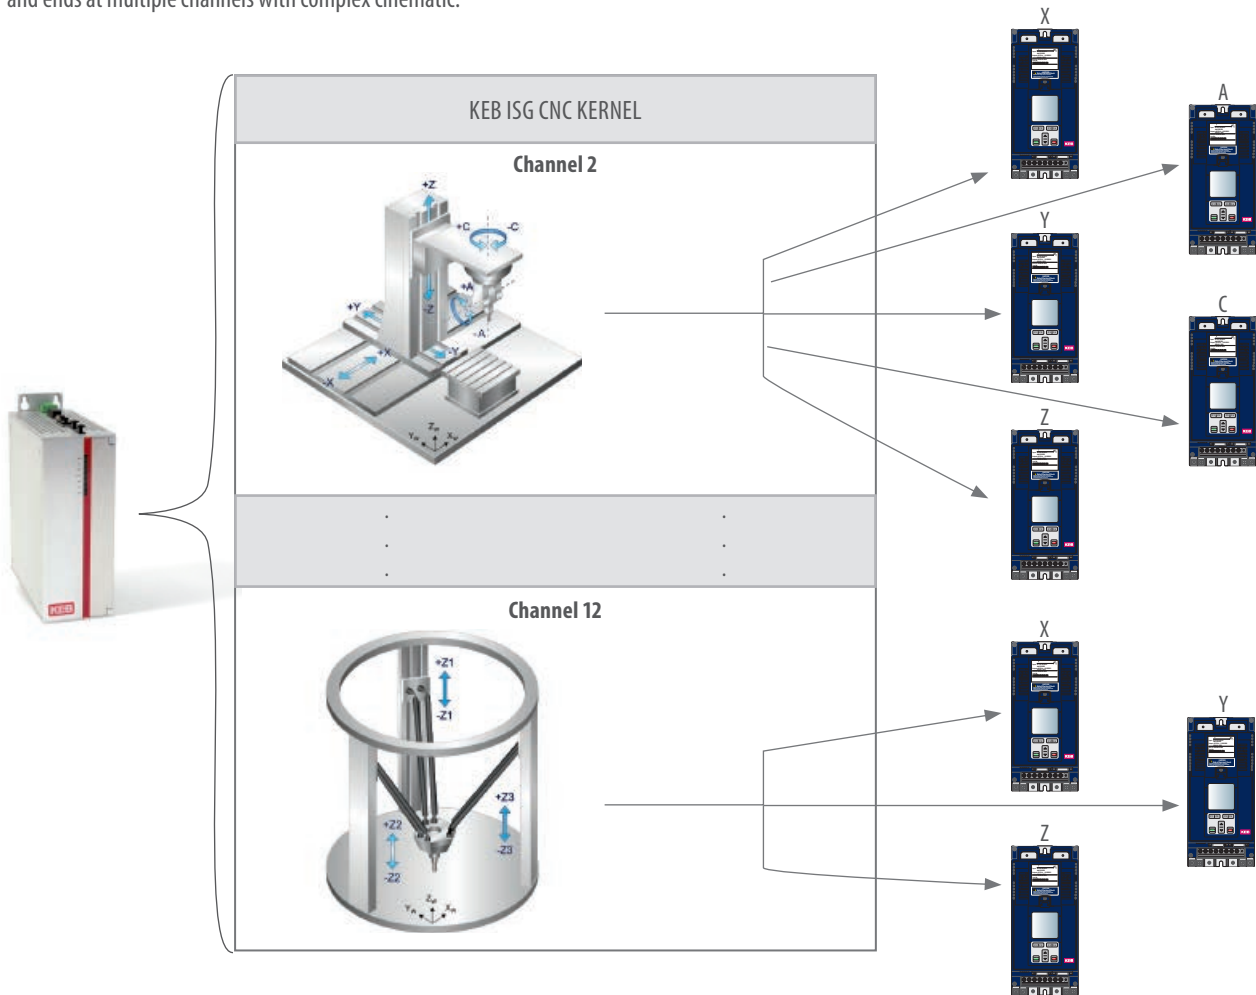 and ends at multiple channels with complex cinematic.
KEB ISG CNC KERNEL
Channel 2
+Z
+C
-C
+A
-Z
-A
+Y
-Y
+X
-X
X
A
Y
C
Z
KEB
Channel 12
+Z1
-Z1
+Z3
-Z3
+Z2
-Z2
X
Y
Z